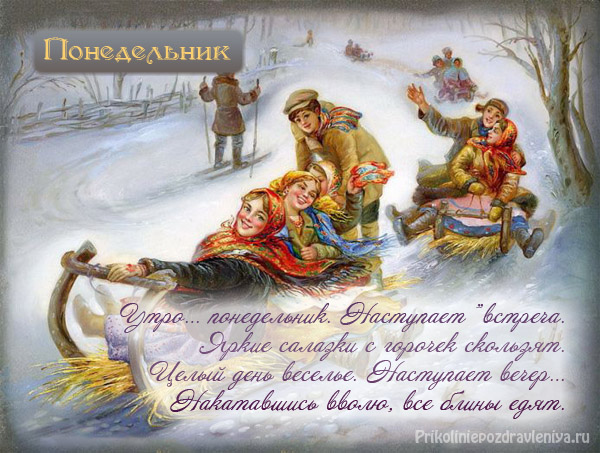 Понедельник
Утро... понедельник. Наступает "встреча.
Яркие салазки с горочек скользят.
Целый день веселье. Наступает вечер...
Накатавшись вволю, все блины едят.
Prikoliniepozdravleniya.ru